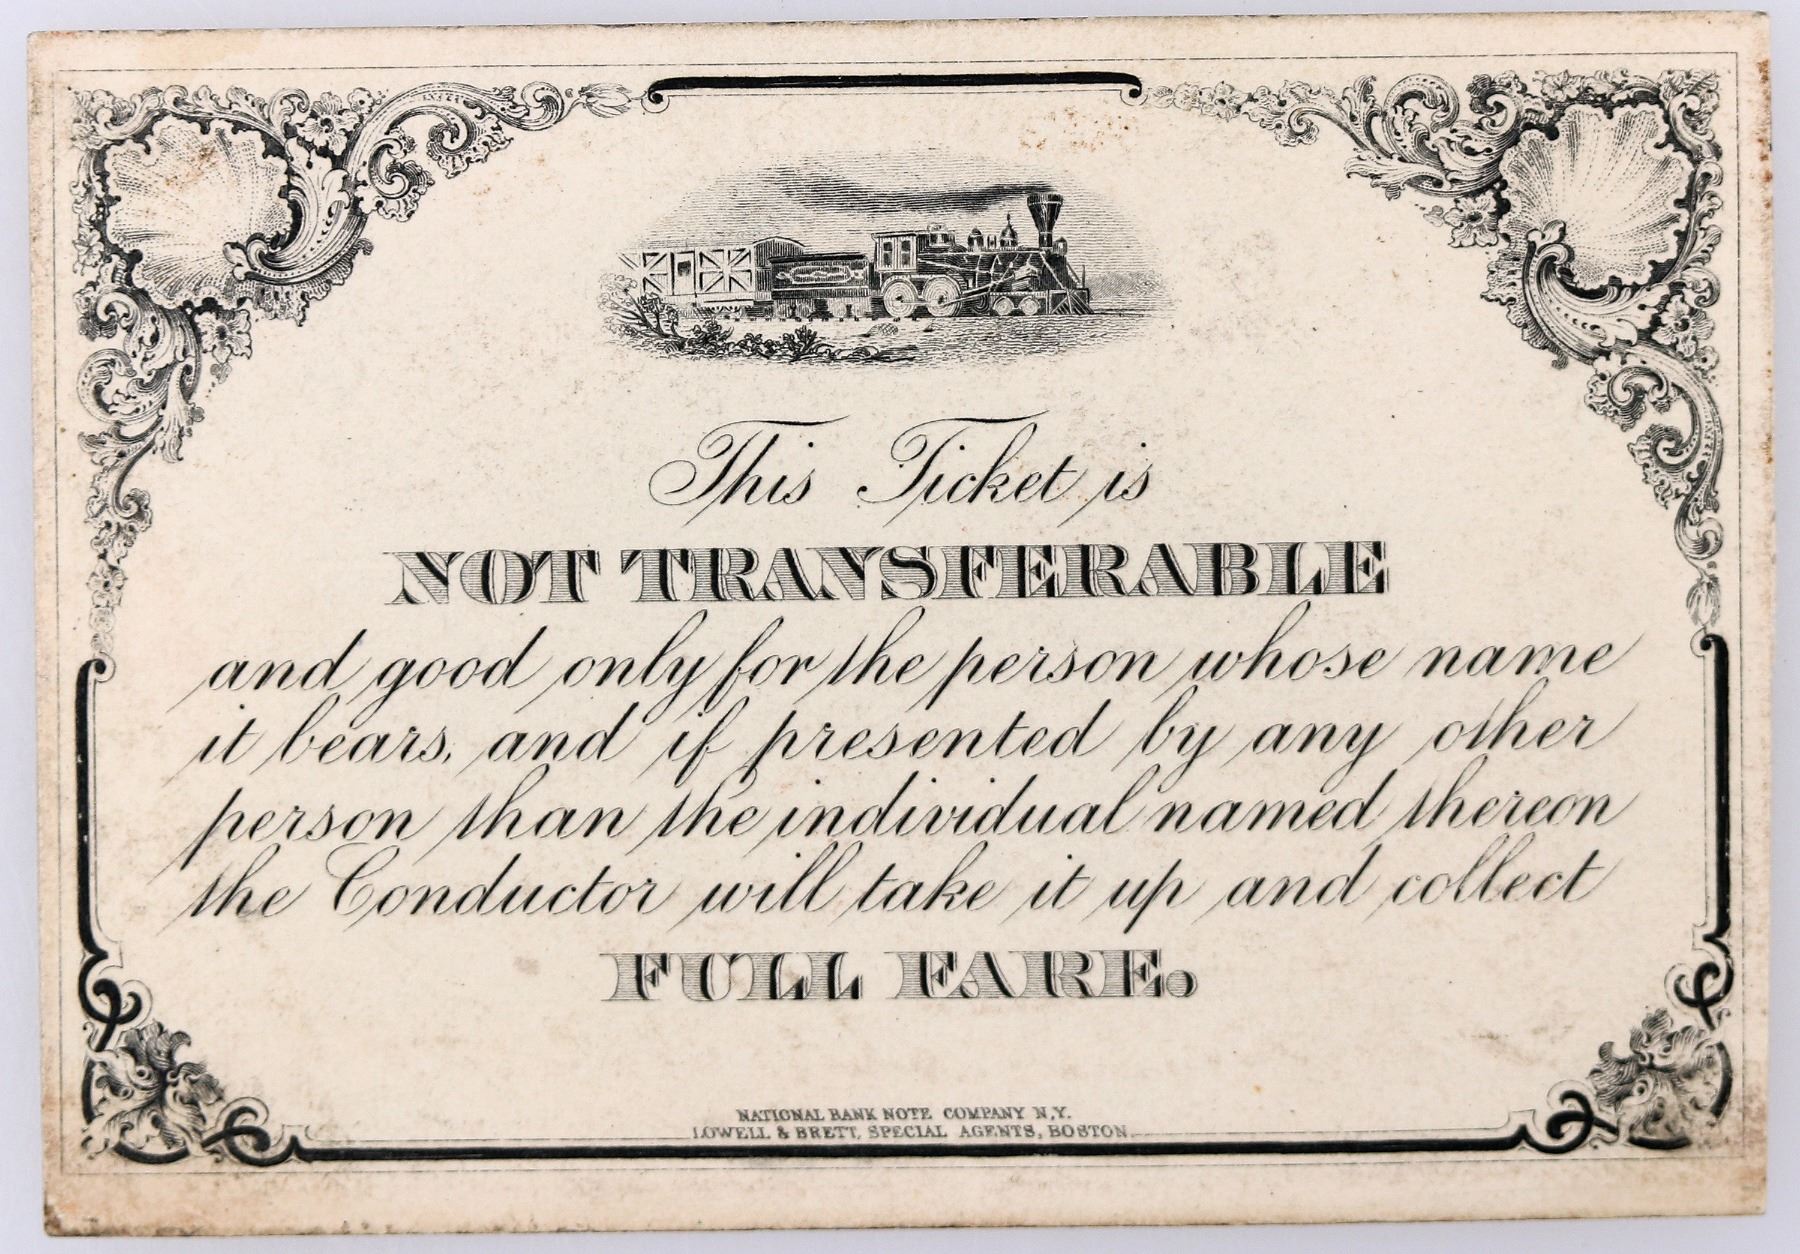 This Ticket is
NOT TRANSFERABLE
and good only for the person whose name
it bears, and if presented by any other
person than the individual named thereon
the Conductor will take it up and collect
FULL FARE.
NATIONAL BANK NOTE COMPANY N.Y.
LOWELL & BRETT, SPECIAL AGENTS, BOSTON.